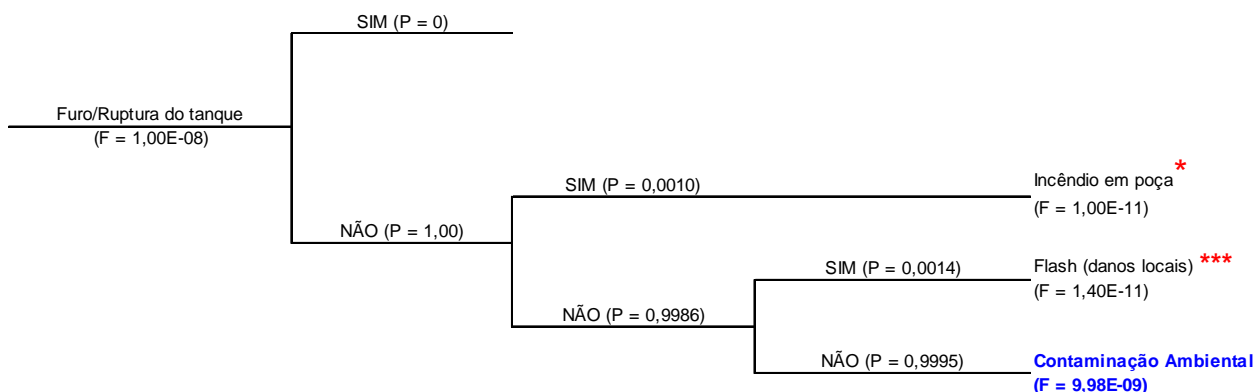 SIM (P = 0)
Furo/Ruptura do tanque
(F = 1,00E-08)
SIM (P = 0,0010)
Incêndio em poça *
(F = 1,00E-11)
NÃO (P = 1,00)
SIM (P = 0,0014)
Flash (danos locais) ***
(F = 1,40E-11)
NÃO (P = 0,9986)
NÃO (P = 0,9995)
Contaminação Ambiental
(F = 9,98E-09)